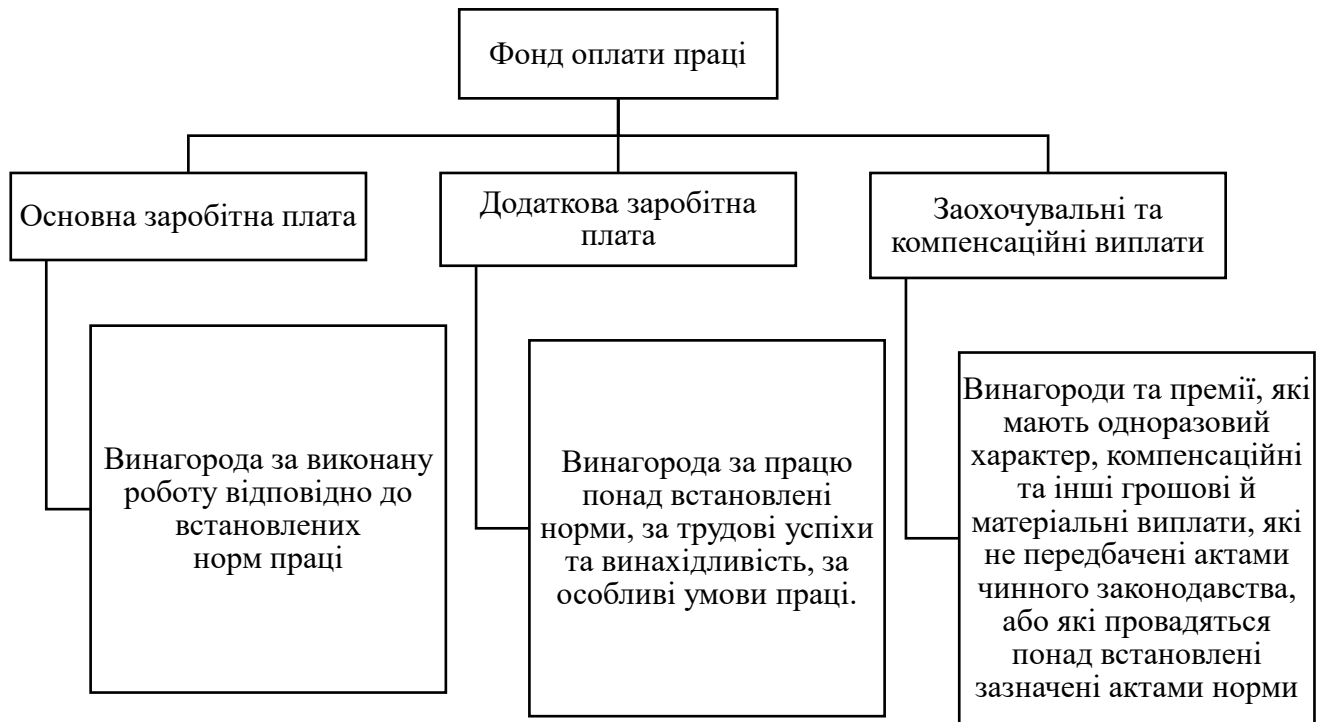 Фонд оплати праці
Основна заробітна плата
Додаткова заробітна
плата
Заохочувальні та
компенсаційні виплати
Винагорода за виконану
роботу відповідно до
встановлених
норм праці
Винагорода за працю
понад встановлені
норми, за трудові успіхи
та винахідливість, за
особливі умови праці.
Винагороди та премії, які
мають одноразовий
характер, компенсаційні
та інші грошові й
матеріальні виплати, які
не передбачені актами
чинного законодавства,
або які провадяться
понад встановлені
зазначені актами норми